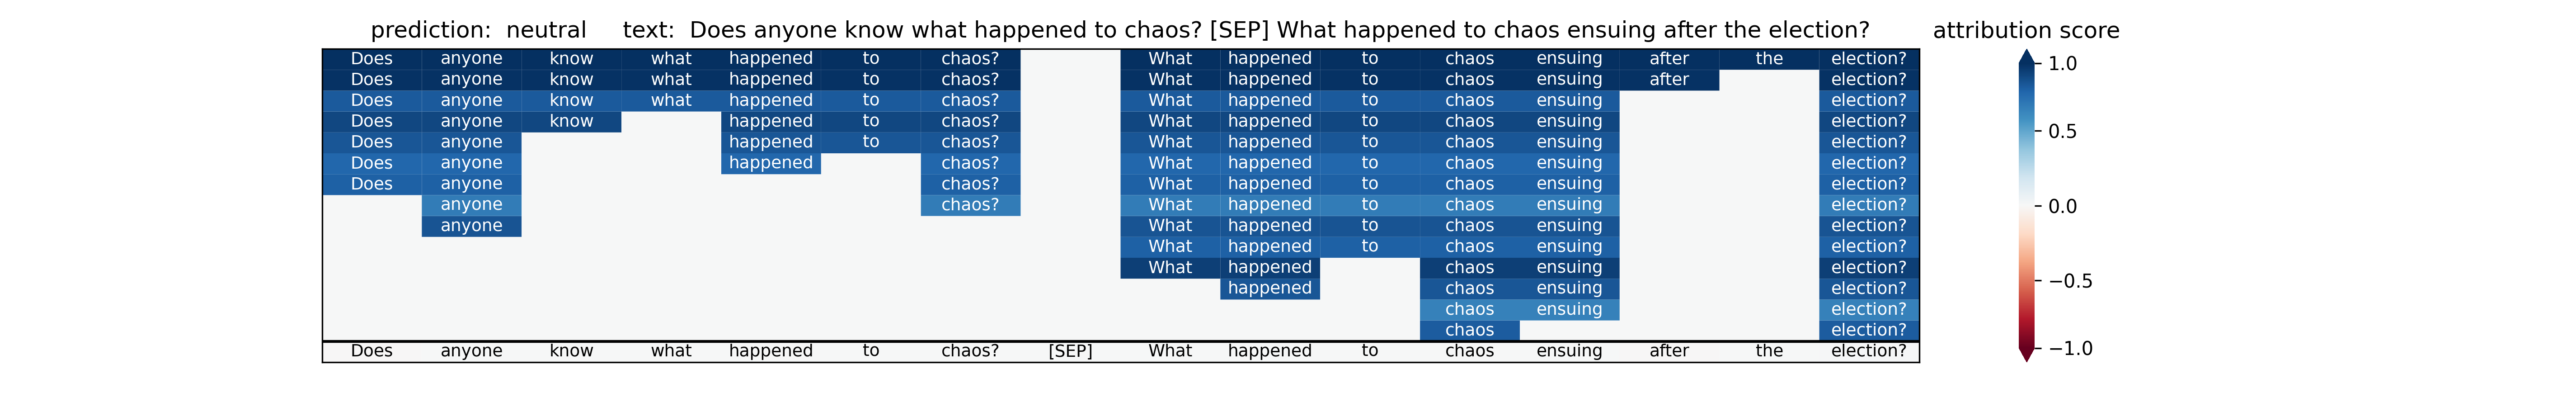 prediction: neutral text: Does anyone know what happened to chaos? [SEP] What happened to chaos ensuing after the election? attribution score
Does anyone know what happened to chaos? What happened to chaos ensuing after the election? 1.0
Does anyone know what happened to chaos? What happened to chaos ensuing after election?
Does anyone know what happened to chaos? What happened to chaos ensuing election?
Does anyone know happened to chaos? What happened to chaos ensuing election? 0.5
Does anyone happened to chaos? What happened to chaos ensuing election?
Does anyone happened chaos? What happened to chaos ensuing election?
Does anyone chaos? What happened to chaos ensuing election?
anyone chaos? What happened to chaos ensuing election? 0.0
anyone What happened to chaos ensuing election?
What happened to chaos ensuing election?
What happened chaos ensuing election?
happened chaos ensuing election? −0.5
chaos ensuing election?
chaos election?
Does anyone know what happened to chaos? [SEP] What happened to chaos ensuing after the election? −1.0